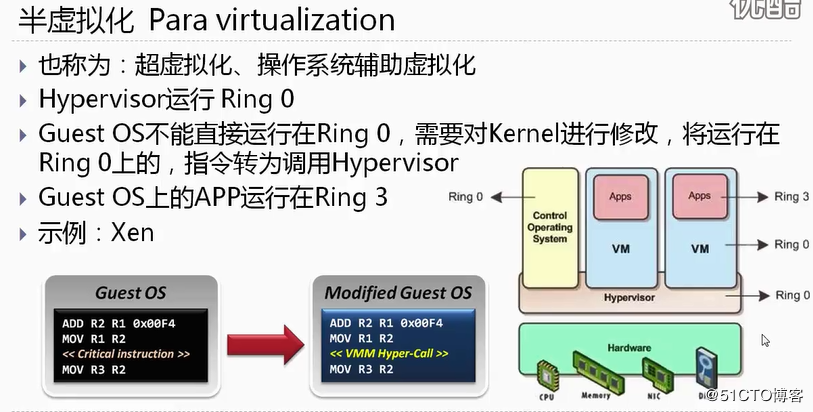 优酷
半虚拟化 Para virtualization
也称为：超虚拟化、操作系统辅助虚拟化
Hypervisor运行 Ring 0
Guest OS不能直接运行在Ring 0，需要对Kernel进行修改，将运行在
Ring 0上的，指令转为调用Hypervisor
Guest OS上的APP运行在Ring 3
示例：Xen
Guest OS
ADD R2 R1 0x00F4
MOV R1 R2
<< Critical instruction >>
MOV R3 R2
Modified Guest OS
ADD R2 R1 0x00F4
MOV R1 R2
<< VMM Hyper-Call >>
MOV R3 R2
Ring 0
Control
Operating
System
Apps
VM
Apps
VM
Ring 3
Ring 0
Hypervisor
Ring 0
Hardware
CPU
Memory
NIC
@51CTO博客